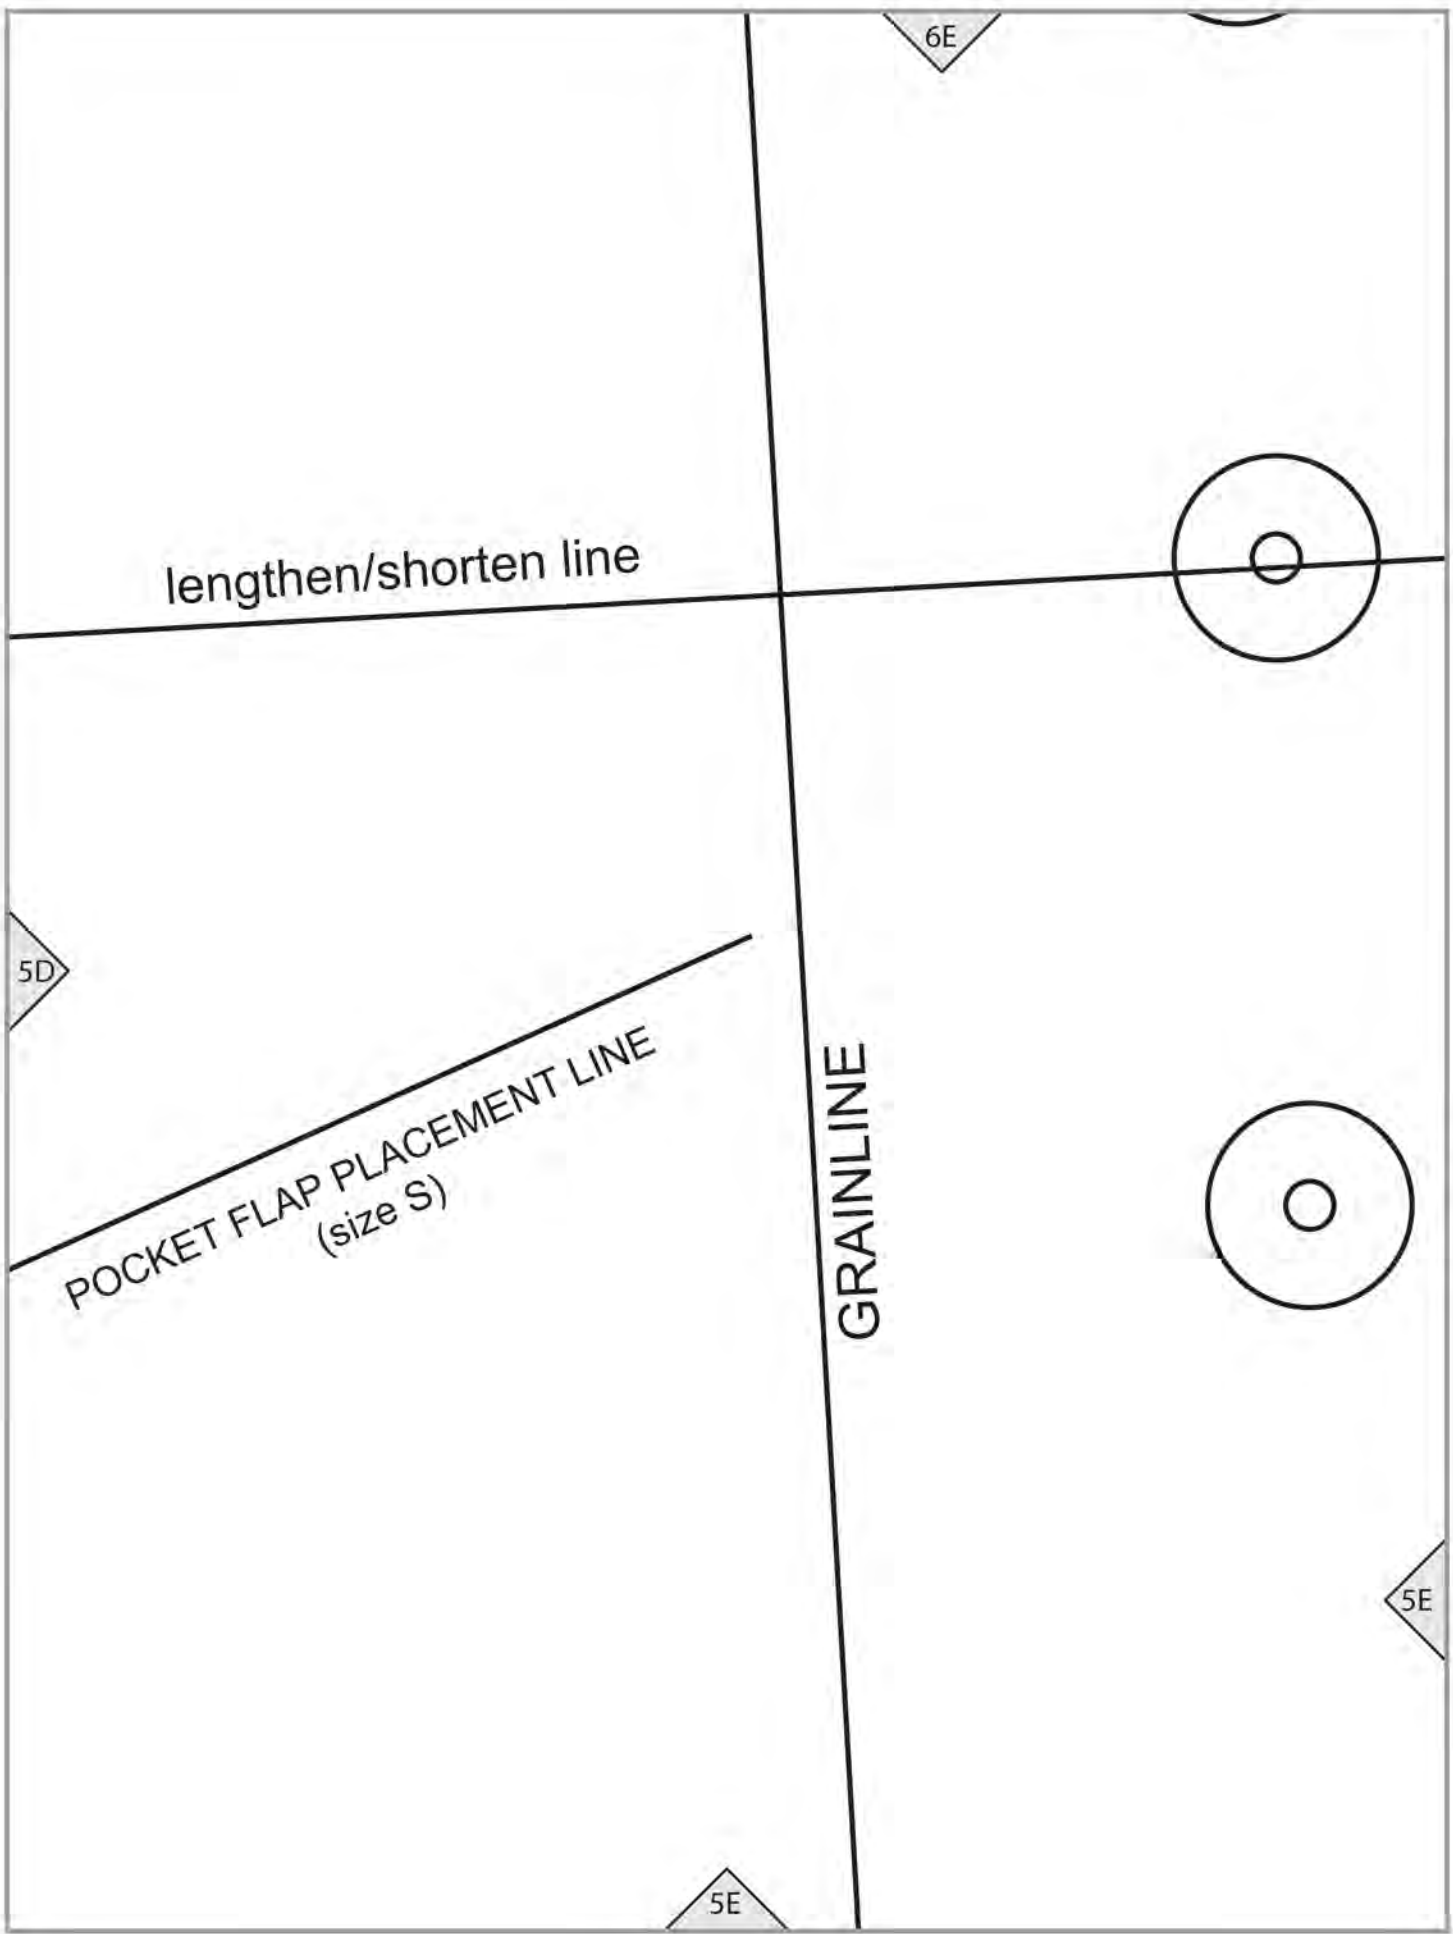 6E
lengthen/shorten line
5D
POCKET FLAP PLACEMENT LINE
(size S)
GRAINLINE
5E
5E